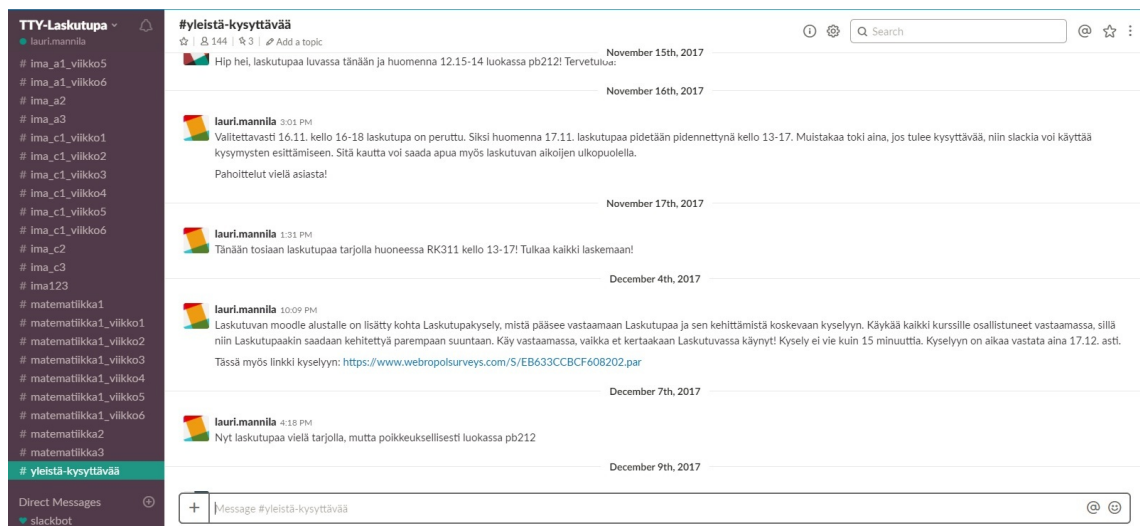 TTY-Laskutupa
lauri.mannila
# ima_a1_viikko5
# ima_a1_viikko6
# ima_a2
# ima_a3
# ima_c1_viikko1
# ima_c1_viikko2
# ima_c1_viikko3
# ima_c1_viikko4
# ima_c1_viikko5
# ima_c1_viikko6
# ima_c2
# ima_c3
# ima123
# matematiikka1
# matematiikka1_viikko1
# matematiikka1_viikko2
# matematiikka1_viikko3
# matematiikka1_viikko4
# matematiikka1_viikko5
# matematiikka1_viikko6
# matematiikka2
# matematiikka3
# yleistä-kysyttävää
Direct Messages
slackbot
#yleistä-kysyttävää
144 | 3 | Add a topic
Search
November 15th, 2017
Hip hei, laskutupaa luvassa tänään ja huomenna 12.15-14 luokassa pb212! Tervetuloa!
November 16th, 2017
lauri.mannila 3:01 PM
Valitettavasti 16.11. kello 16-18 laskutupa on peruttu. Siksi huomenna 17.11. laskutupaa pidetään pidennettynä kello 13-17. Muistakaa toki aina, jos tulee kysyttävää, niin slackia voi käyttää
kysymysten esittämiseen. Sitä kautta voi saada apua myös laskutuvan aikoijen ulkopuolella.
Pahoittelut vielä asiasta!
November 17th, 2017
lauri.mannila 1:31 PM
Tänään tosiaan laskutupaa tarjolla huoneessa RK311 kello 13-17! Tulkaa kaikki laskemaan!
December 4th, 2017
lauri.mannila 10:09 PM
Laskutuvan moodle alustalle on lisätty kohta Laskutupakysely, mistä pääsee vastaamaan Laskutupaa ja sen kehittämistä koskevaan kyselyyn. Käykää kaikki kurssille osallistuneet vastaamassa, sillä
niin Laskutupaakin saadaan kehitettyä parempaan suuntaan. Käy vastaamassa, vaikka et kertaakaan Laskutuvassa käynyt! Kysely ei vie kuin 15 minuuttia. Kyselyyn on aikaa vastata aina 17.12. asti.
Tässä myös linkki kyselyyn: https://www.webropolsurveys.com/S/EB633CCBCF608202.par
December 7th, 2017
lauri.mannila 4:18 PM
Nyt laskutupaa vielä tarjolla, mutta poikkeuksellisesti luokassa pb212
December 9th, 2017
Message #yleistä-kysyttävää